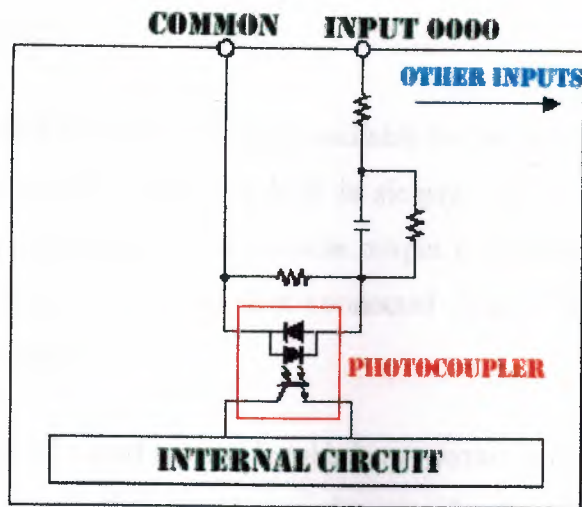 COMMON INPUT 0000
OTHER INPUTS
PHOTOCOUPLER
INTERNAL CIRCUIT